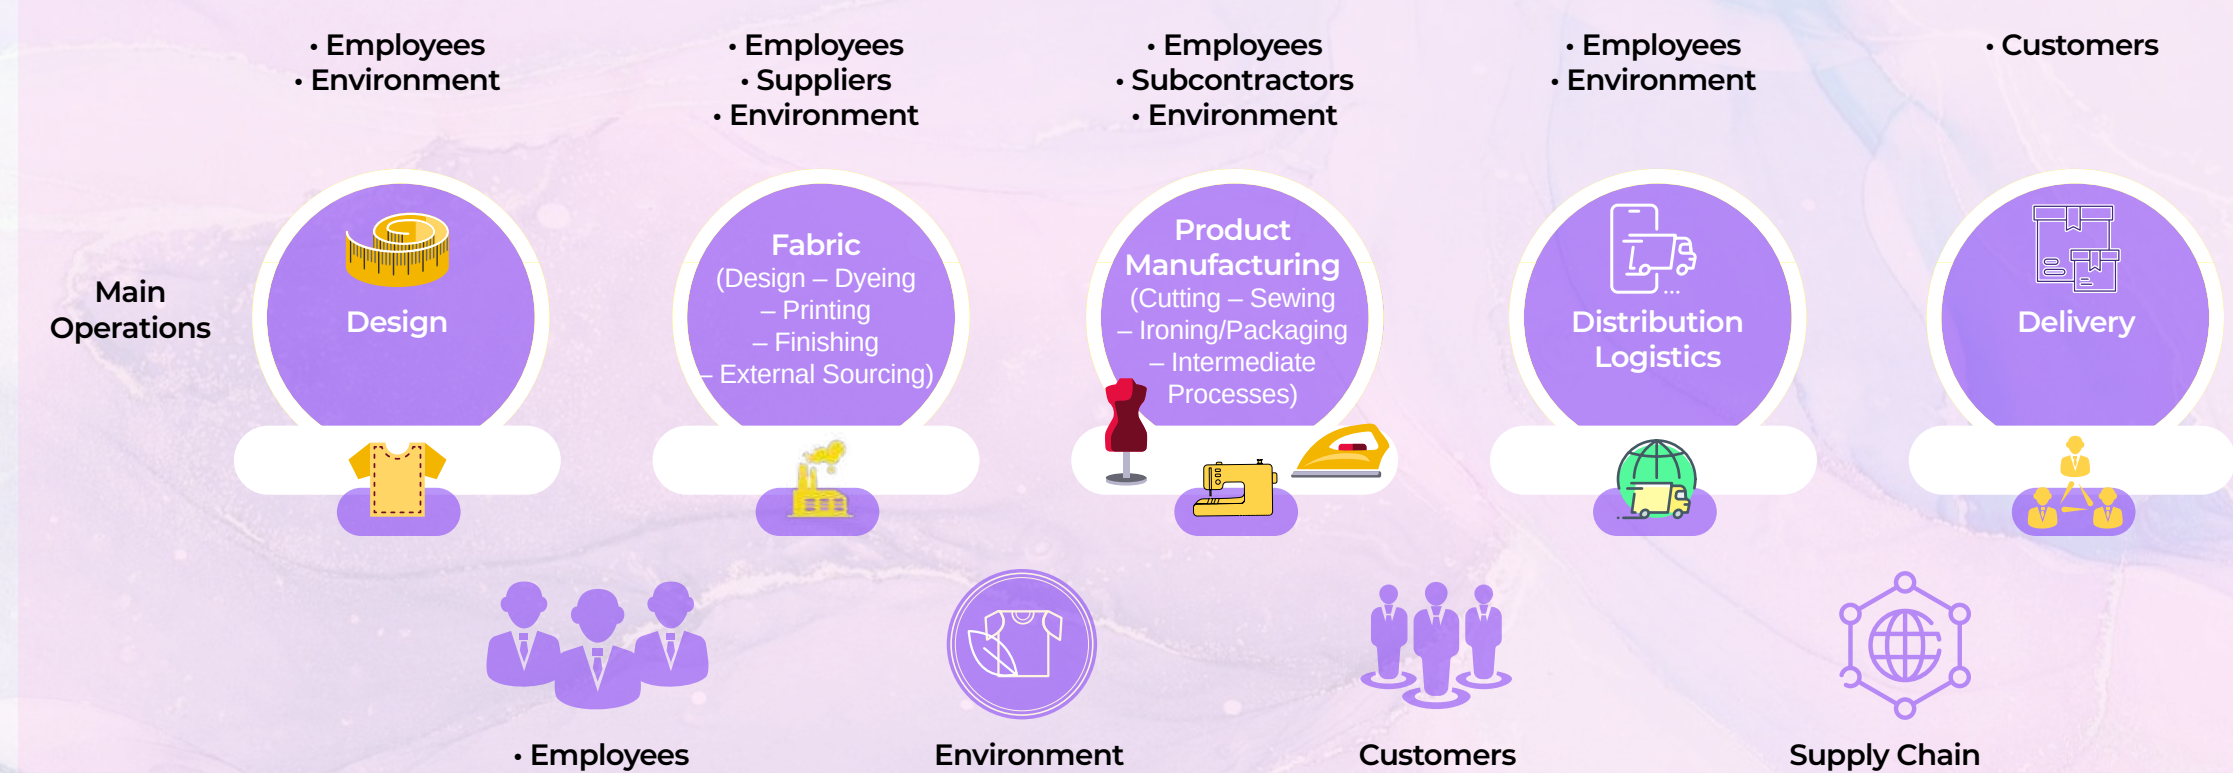 • Employees
• Environment
• Employees
• Suppliers
• Environment
• Employees
• Subcontractors
• Environment
• Employees
• Environment
• Customers
Main
Operations
Design
Fabric
(Design – Dyeing
– Printing
– Finishing
– External Sourcing)
Product
Manufacturing
(Cutting – Sewing
– Ironing/Packaging
– Intermediate
Processes)
Distribution
Logistics
Delivery
• Employees
Environment
Customers
Supply Chain